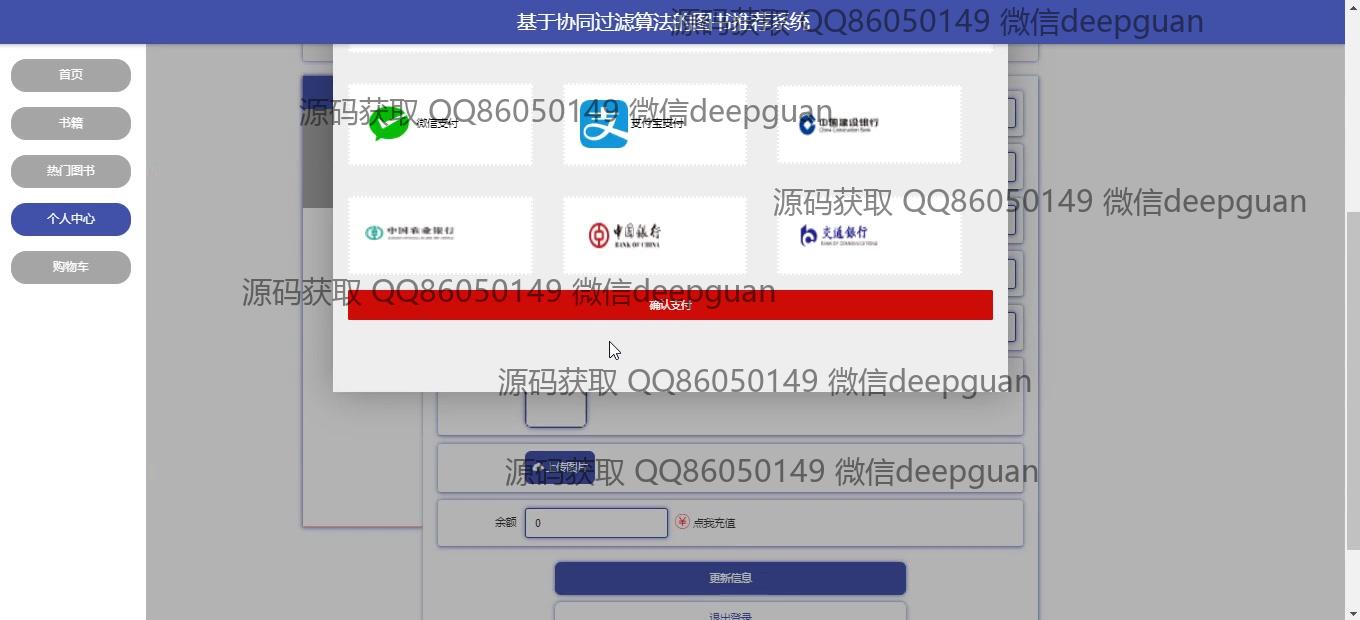 基于协同过滤算法的图书推荐系统
源码获取 QQ86050149 微信deepguan
首页
书籍
热门图书
个人中心
购物车
源码获取 QQ86050149 微信deepguan
微信支付
支付宝支付
中国建设银行
China Construction Bank
源码获取 QQ86050149 微信deepguan
中国农业银行
中国银行
BANK OF CHINA
交通银行
BANK OF COMMUNICATIONS
源码获取 QQ86050149 微信deepguan
确认支付
源码获取 QQ86050149 微信deepguan
上传图片
源码获取 QQ86050149 微信deepguan
余额
0
点我充值
更新信息
退出登录